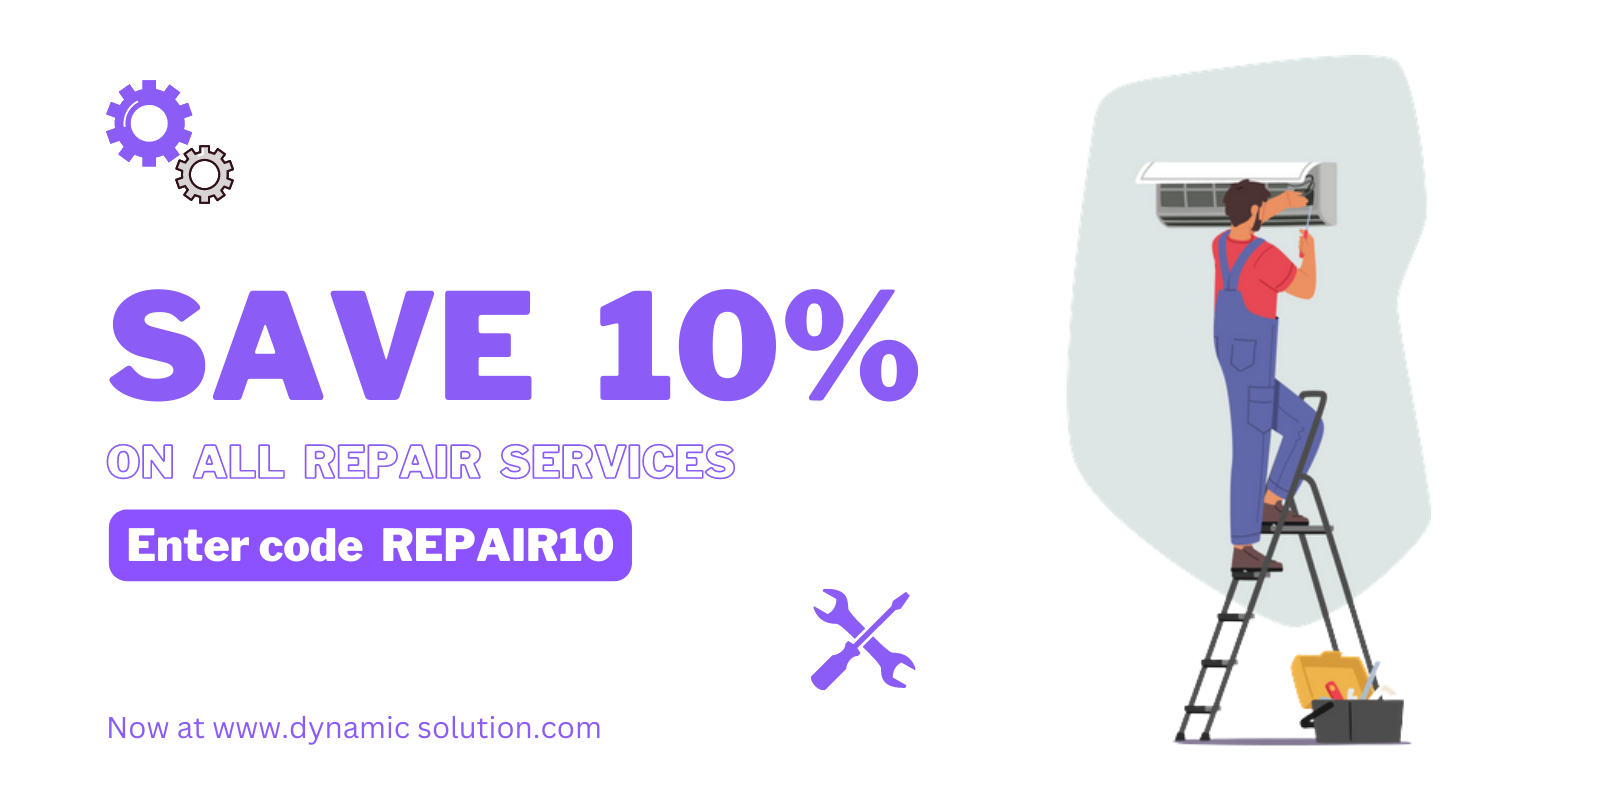 SAVE 10%
ON ALL REPAIR SERVICES
Enter code REPAIR10
Now at www.dynamic solution.com